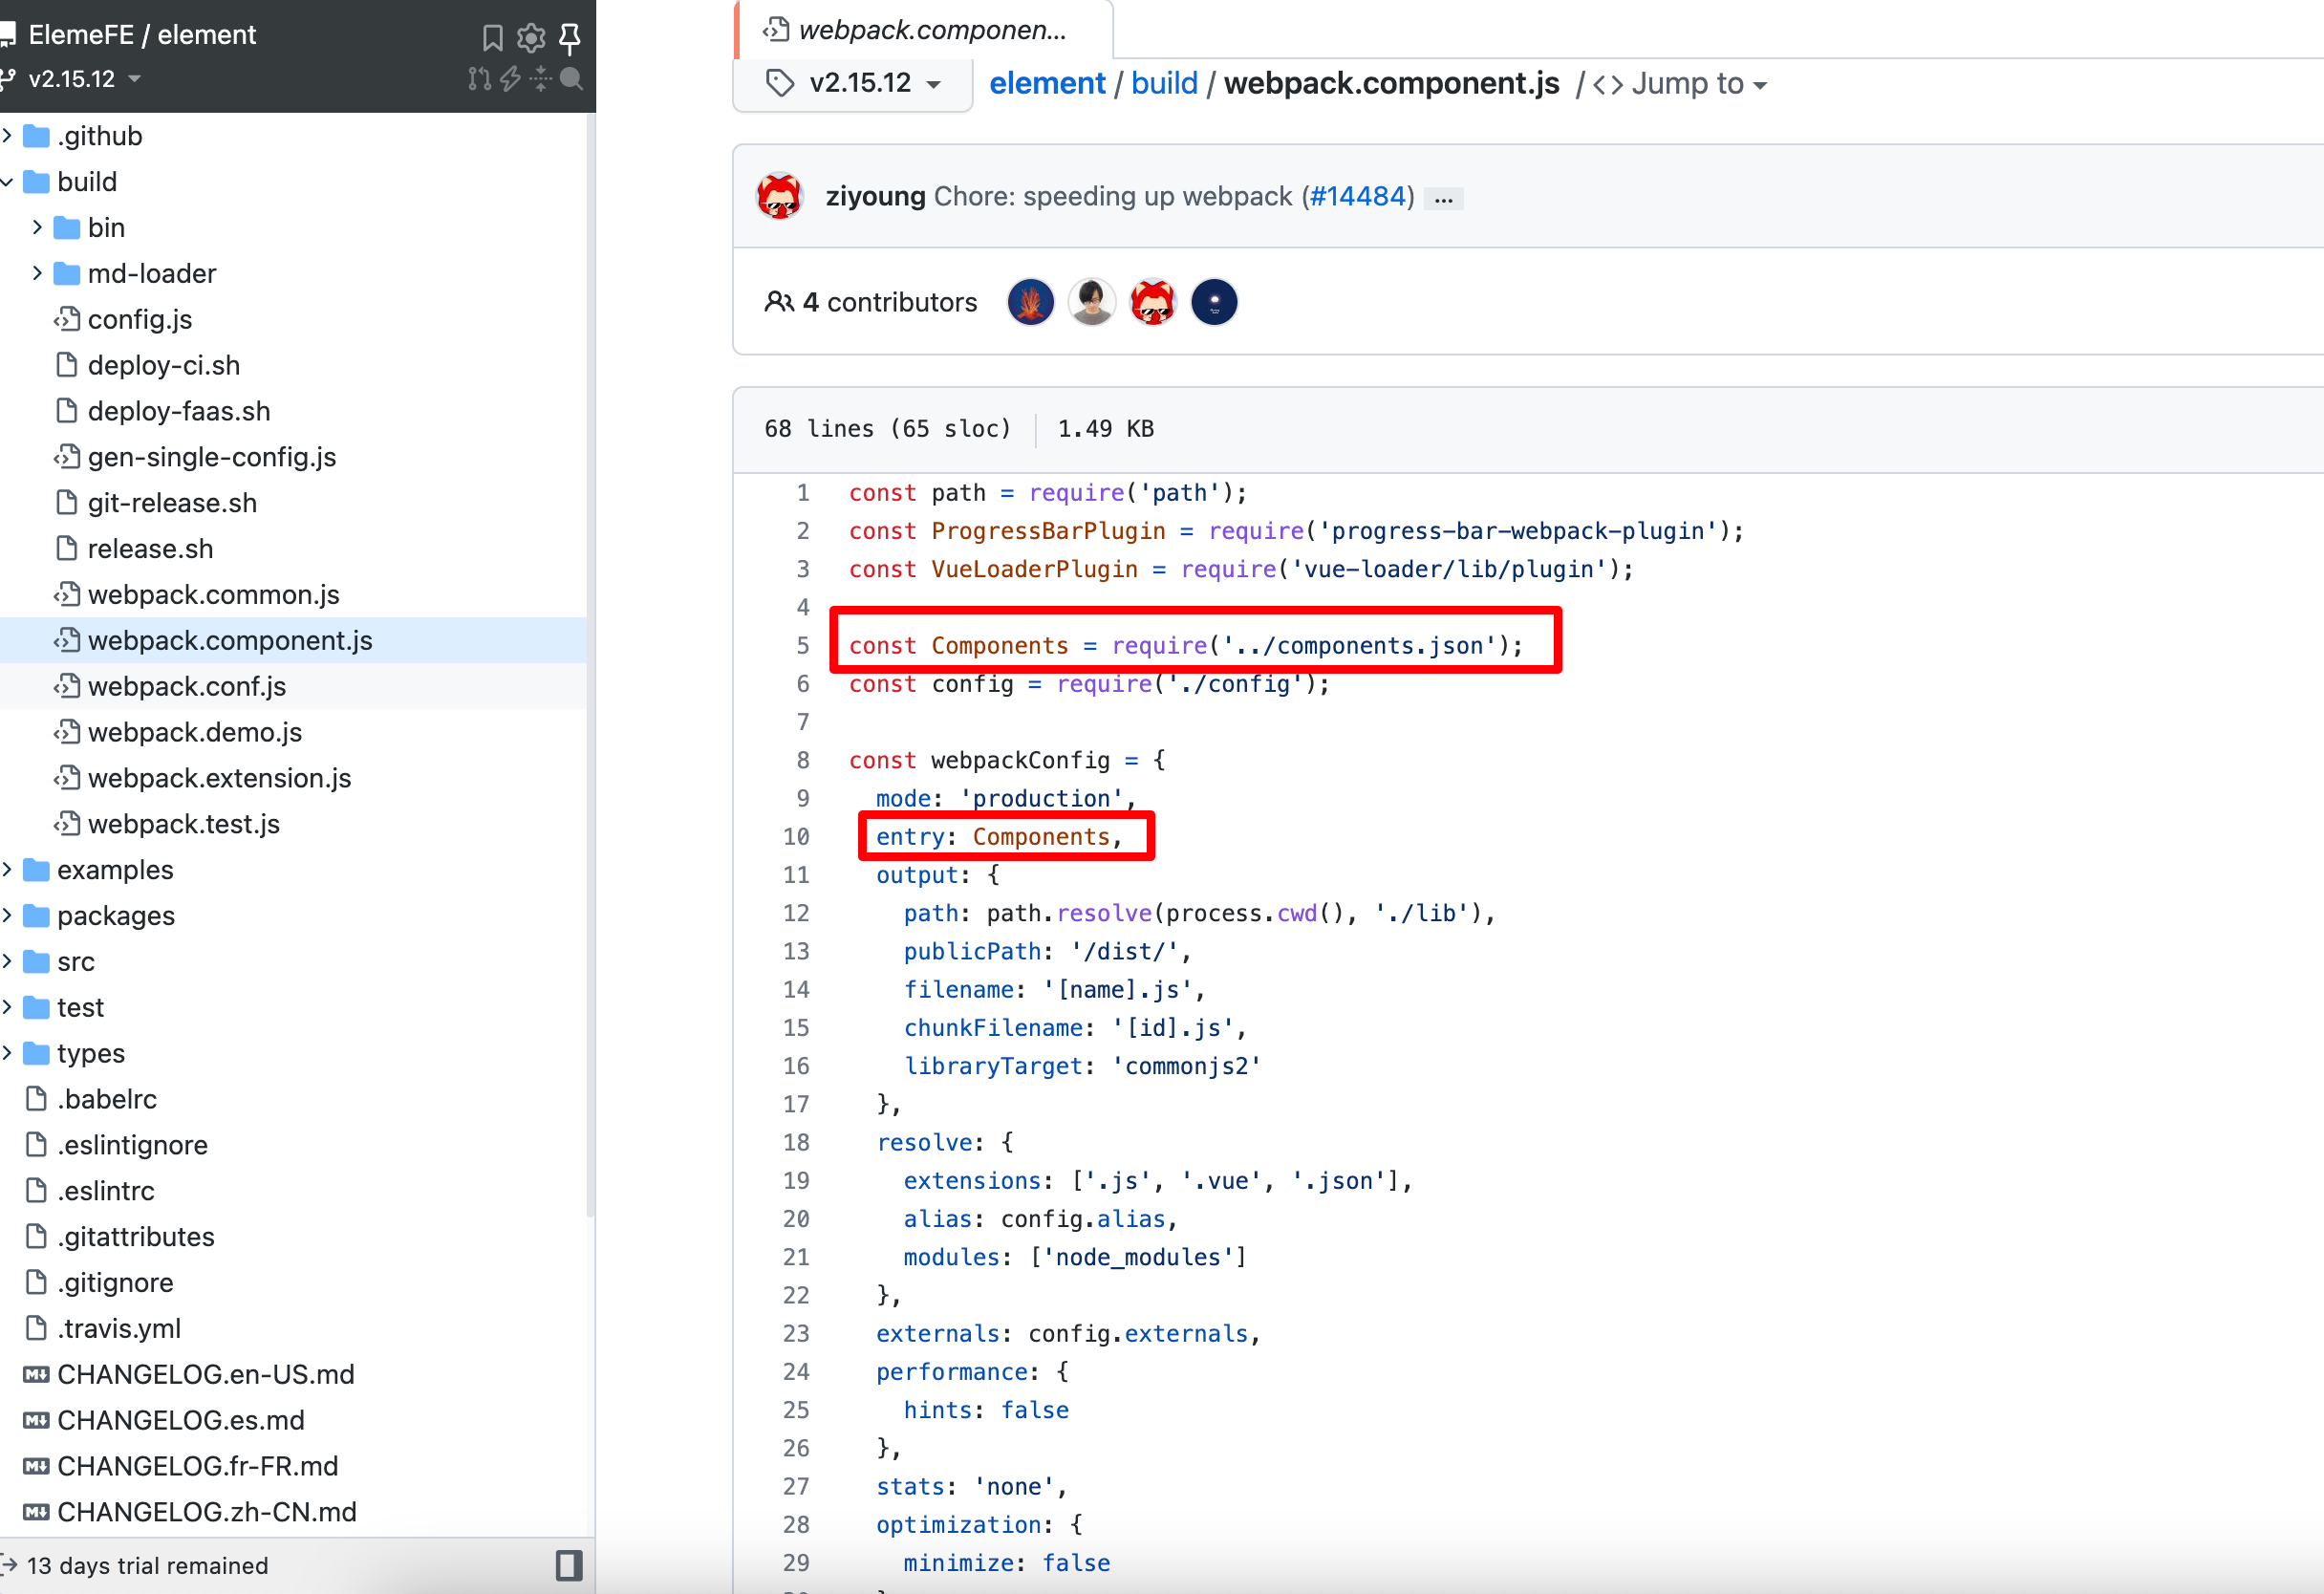 ElemeFE / element
v2.15.12
.github
build
bin
md-loader
config.js
deploy-ci.sh
deploy-faas.sh
gen-single-config.js
git-release.sh
release.sh
webpack.common.js
webpack.component.js
webpack.conf.js
webpack.demo.js
webpack.extension.js
webpack.test.js
examples
packages
src
test
types
.babelrc
.eslintignore
.eslintrc
.gitattributes
.gitignore
.travis.yml
CHANGELOG.en-US.md
CHANGELOG.es.md
CHANGELOG.fr-FR.md
CHANGELOG.zh-CN.md
13 days trial remained
webpack.componen...
v2.15.12
element / build / webpack.component.js / <> Jump to
ziyoung Chore: speeding up webpack (#14484) ...
4 contributors
68 lines (65 sloc) 1.49 KB
1 const path = require('path');
2 const ProgressBarPlugin = require('progress-bar-webpack-plugin');
3 const VueLoaderPlugin = require('vue-loader/lib/plugin');
4
5 const Components = require('../components.json');
6 const config = require('./config');
7
8 const webpackConfig = {
9   mode: 'production',
10   entry: Components,
11   output: {
12     path: path.resolve(process.cwd(), './lib'),
13     publicPath: '/dist/',
14     filename: '[name].js',
15     chunkFilename: '[id].js',
16     libraryTarget: 'commonjs2'
17   },
18   resolve: {
19     extensions: ['.js', '.vue', '.json'],
20     alias: config.alias,
21     modules: ['node_modules']
22   },
23   externals: config.externals,
24   performance: {
25     hints: false
26   },
27   stats: 'none',
28   optimization: {
29     minimize: false